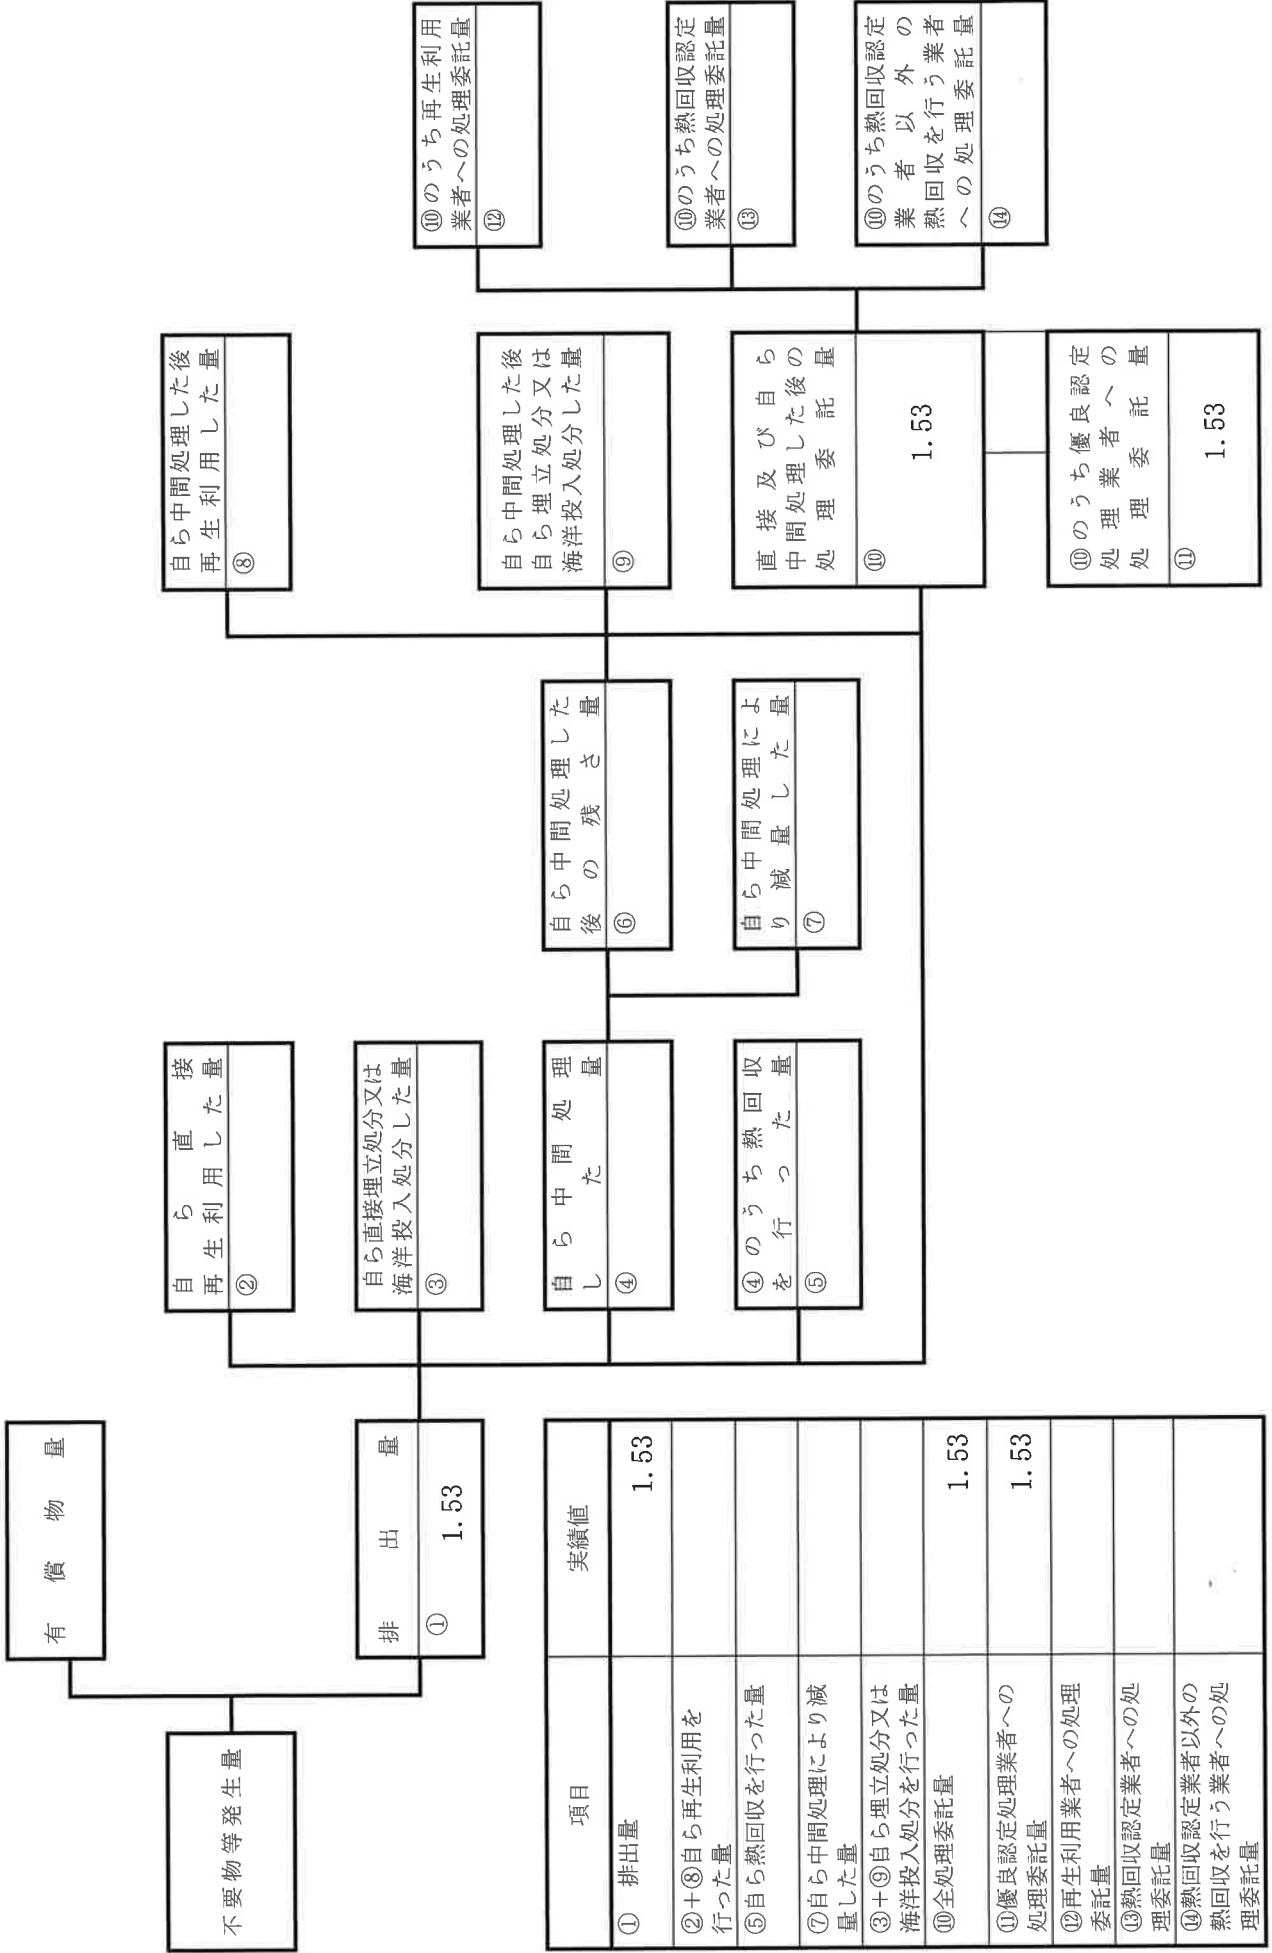 不要物等発生量
有償物量
排出量
①
1.53
自ら直接
再生利用した量
②
自ら直接埋立処分又は
海洋投入処分した量
③
自ら中間処理
した量
④
④のうち熱回収
を行った量
⑤
自ら中間処理した
後の残さ量
⑥
自ら中間処理によ
り減量した量
⑦
自ら中間処理した後
再生利用した量
⑧
自ら中間処理した後
自ら埋立処分又は
海洋投入処分した量
⑨
直接及び自ら
中間処理した後の
処理委託量
⑩
1.53
⑩のうち優良認定
処理業者への
処理委託量
⑪
1.53
⑩のうち再生利用
業者への処理委託量
⑫
⑩のうち熱回収認定
業者への処理委託量
⑬
⑩のうち熱回収認定
業者以外の
熱回収を行う業者
への処理委託量
⑭
項目 実績値
① 排出量 1.53
②+⑧自ら再生利用を
行った量
⑤自ら熱回収を行った量
⑦自ら中間処理により減
量した量
③+⑨自ら埋立処分又は
海洋投入処分を行った量
⑩全処理委託量 1.53
⑪優良認定処理業者への
処理委託量 1.53
⑫再生利用業者への処理
委託量
⑬熱回収認定業者への処
理委託量
⑭熱回収認定業者以外の
熱回収を行う業者への処
理委託量